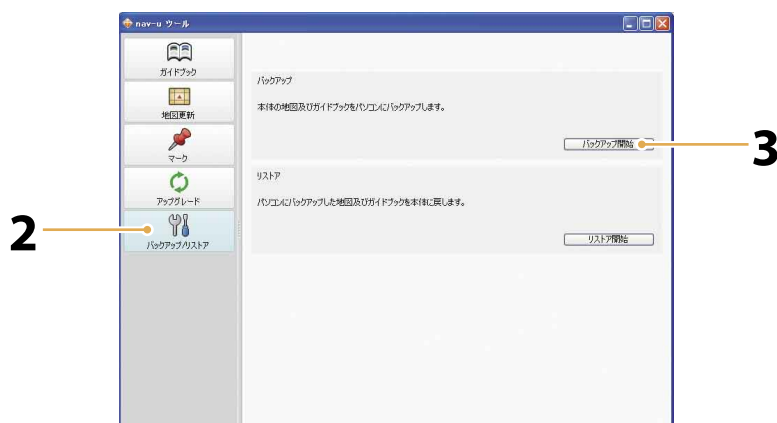 nav-u ツール
ガイドブック
地図更新
マーク
アップグレード
バックアップ/リストア
バックアップ
本体の地図及びガイドブックをパソコンにバックアップします。
バックアップ開始
リストア
パソコンにバックアップした地図及びガイドブックを本体に戻します。
リストア開始
2
3